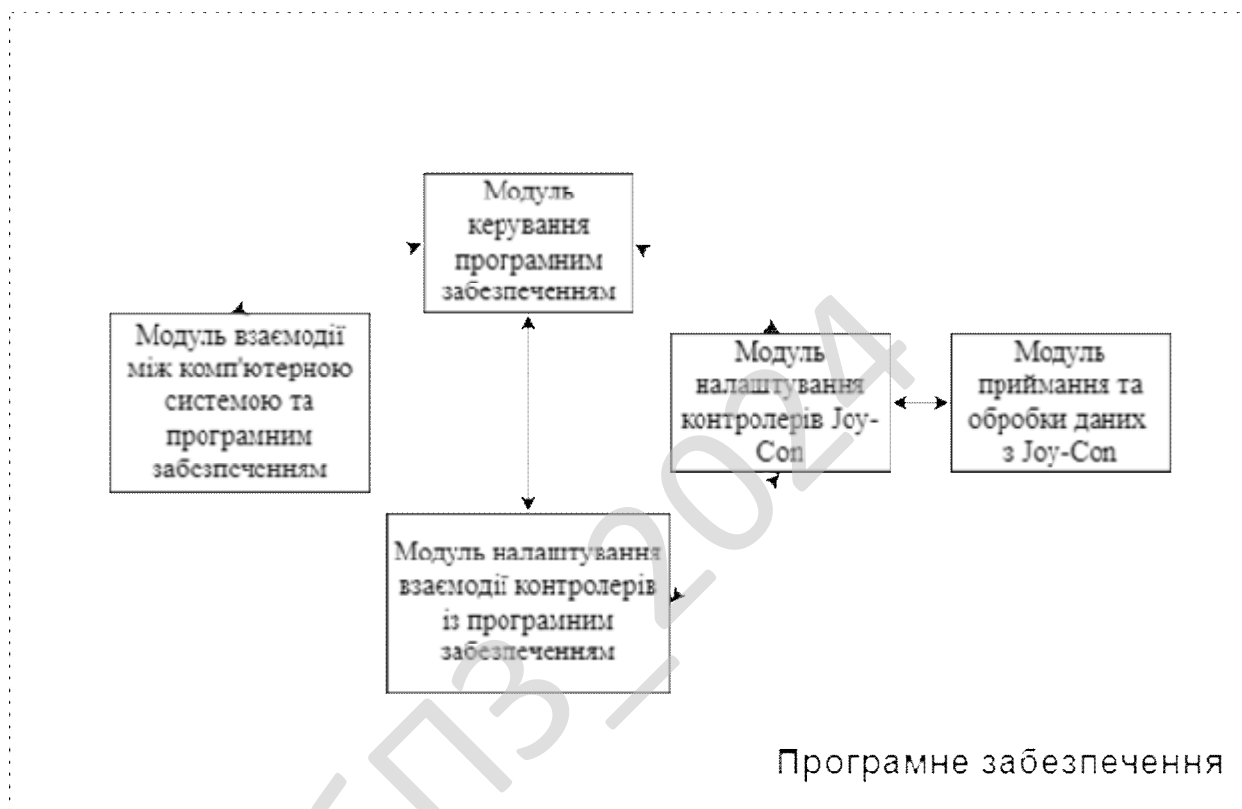 Модуль
керування
програмним
забезпеченням
Модуль взаємодії
між комп'ютерною
системою та
програмним
забезпеченням
Модуль
налаштування
контролерів Joy-
Con
Модуль
приймання та
обробки даних
з Joy-Con
Модуль налаштування
взаємодії контролерів
із програмним
забезпеченням
Програмне забезпечення
ПЗ_2024